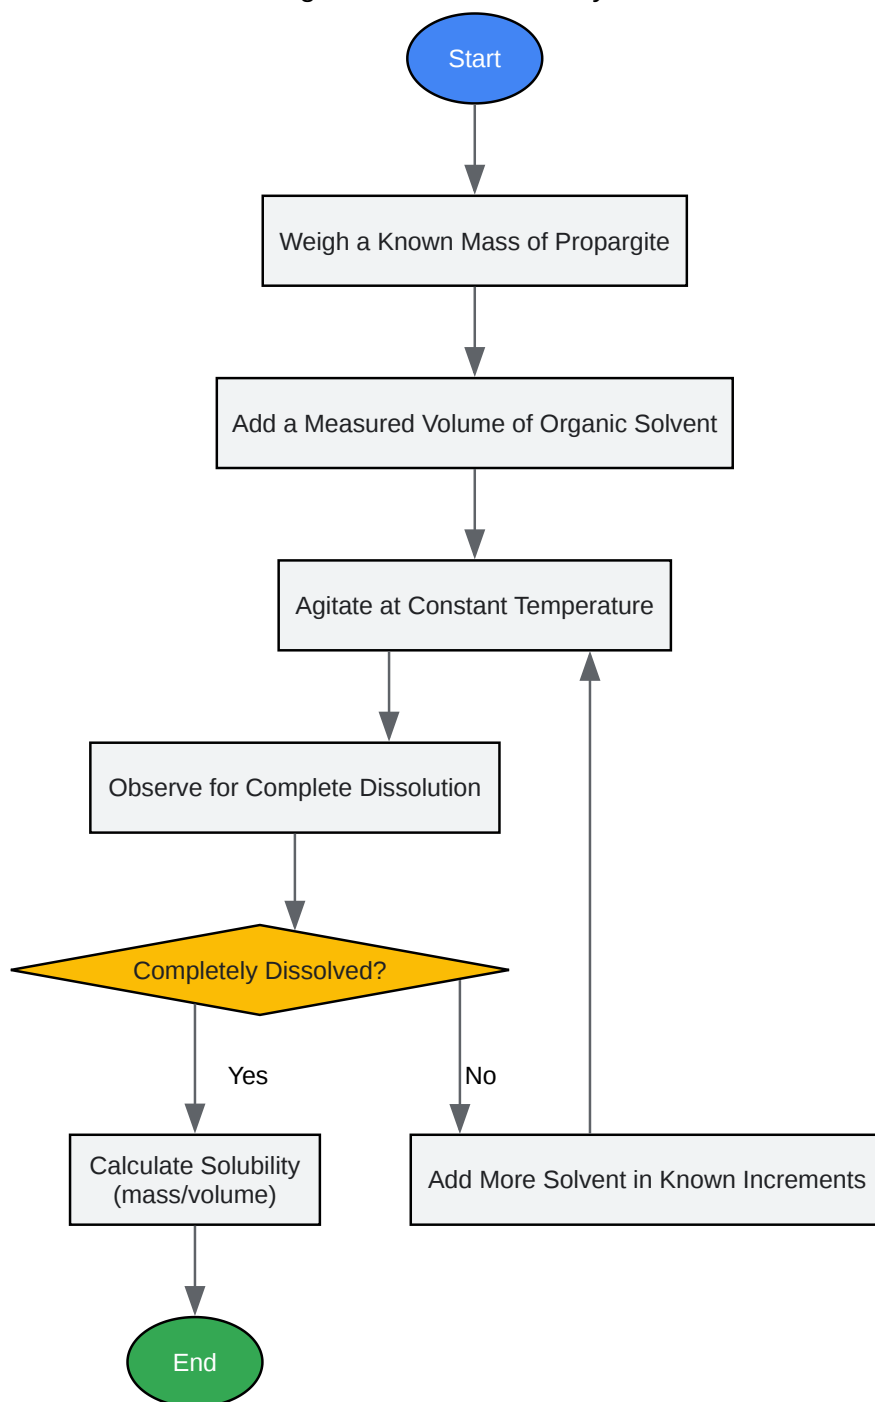 Start
Weigh a Known Mass of Propargite
Add a Measured Volume of Organic Solvent
Agitate at Constant Temperature
Observe for Complete Dissolution
Completely Dissolved?
Yes
No
Calculate Solubility
(mass/volume)
Add More Solvent in Known Increments
End